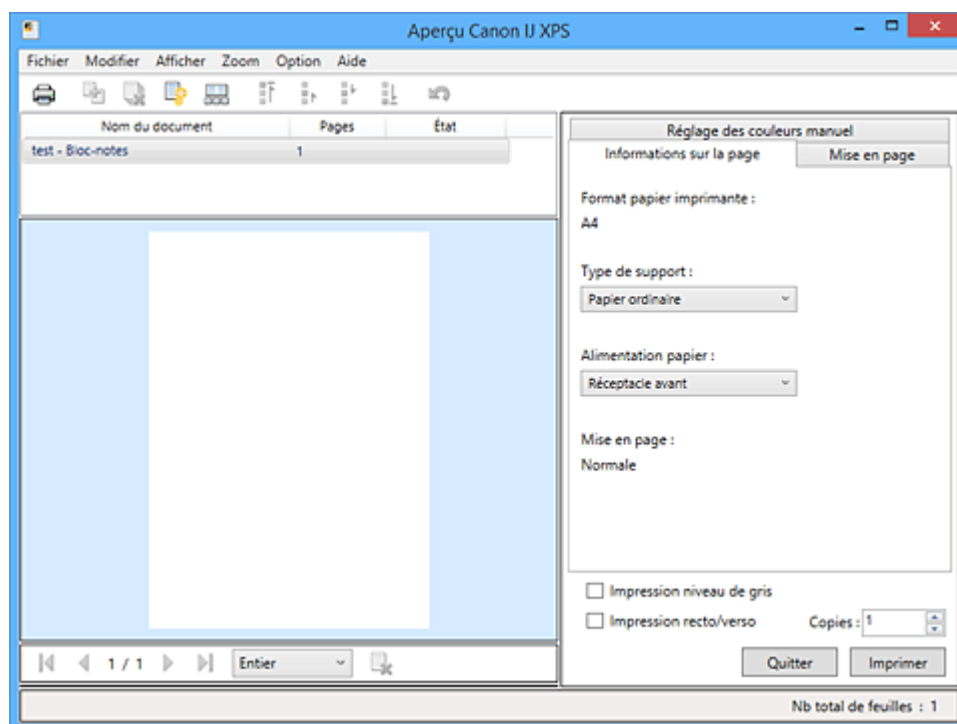 Aperçu Canon IJ XPS
Fichier Modifier Afficher Zoom Option Aide
Nom du document Pages État
test - Bloc-notes 1
Réglage des couleurs manuel
Informations sur la page Mise en page
Format papier imprimante :
A4
Type de support :
Papier ordinaire
Alimentation papier :
Réceptacle avant
Mise en page :
Normale
Impression niveau de gris
Impression recto/verso Copies : 1
1 / 1 Entier
Quitter Imprimer
Nb total de feuilles : 1